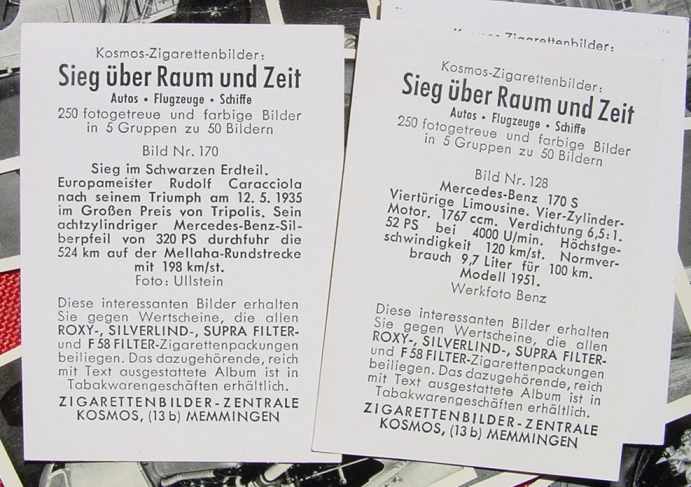 Kosmos-Zigarettenbilder:
Sieg über Raum und Zeit
Autos • Flugzeuge • Schiffe
250 fotogetreue und farbige Bilder
in 5 Gruppen zu 50 Bildern
Bild Nr. 170
Sieg im Schwarzen Erdteil.
Europameister Rudolf Caracciola
nach seinem Triumph am 12. 5. 1935
im Großen Preis von Tripolis. Sein
achtzylindriger Mercedes-Benz-Sil-
berpfeil von 320 PS durchfuhr die
524 km auf der Mellaha-Rundstrecke
mit 198 km/st.
Foto: Ullstein
Diese interessanten Bilder erhalten
Sie gegen Wertscheine, die allen
ROXY-, SILVERLIND-, SUPRA FILTER-
und F 58 FILTER-Zigarettenpackungen
beiliegen. Das dazugehörende, reich
mit Text ausgestattete Album ist in
Tabakwarengeschäften erhältlich.
ZIGARETTENBILDER-ZENTRALE
KOSMOS, (13 b) MEMMINGEN
Kosmos-Zigarettenbilder:
Kosmos-Zigarettenbilder:
Sieg über Raum und Zeit
Autos • Flugzeuge • Schiffe
250 fotogetreue und farbige Bilder
in 5 Gruppen zu 50 Bildern
Bild Nr. 128
Mercedes-Benz 170 S
Viertürige Limousine. Vier-Zylinder-
Motor. 1767 ccm. Verdichtung 6,5:1.
52 PS bei 4000 U/min. Höchstge-
schwindigkeit 120 km/st. Normver-
brauch 9,7 Liter für 100 km.
Modell 1951.
Werkfoto Benz
Diese interessanten Bilder erhalten
Sie gegen Wertscheine, die allen
ROXY-, SILVERLIND-, SUPRA FILTER-
und F 58 FILTER-Zigarettenpackungen
beiliegen. Das dazugehörende, reich
mit Text ausgestattete Album ist in
Tabakwarengeschäften erhältlich.
ZIGARETTENBILDER-ZENTRALE
KOSMOS, (13 b) MEMMINGEN